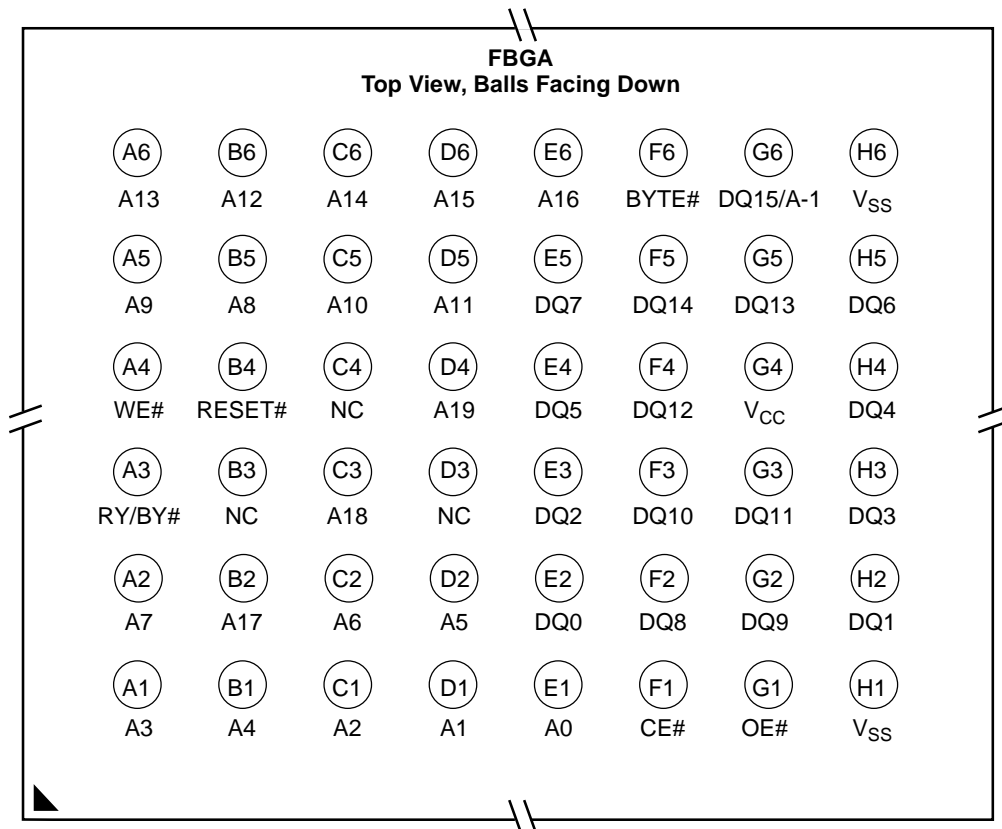 FBGA
Top View, Balls Facing Down
A6 B6 C6 D6 E6 F6 G6 H6
A13 A12 A14 A15 A16 BYTE# DQ15/A-1 VSS
A5 B5 C5 D5 E5 F5 G5 H5
A9 A8 A10 A11 DQ7 DQ14 DQ13 DQ6
A4 B4 C4 D4 E4 F4 G4 H4
WE# RESET# NC A19 DQ5 DQ12 VCC DQ4
A3 B3 C3 D3 E3 F3 G3 H3
RY/BY# NC A18 NC DQ2 DQ10 DQ11 DQ3
A2 B2 C2 D2 E2 F2 G2 H2
A7 A17 A6 A5 DQ0 DQ8 DQ9 DQ1
A1 B1 C1 D1 E1 F1 G1 H1
A3 A4 A2 A1 A0 CE# OE# VSS